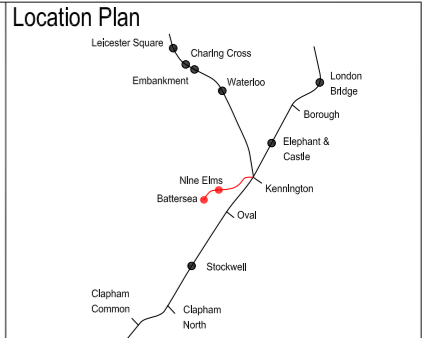 Location Plan
Leicester Square
Charing Cross
Embankment
Waterloo
London
Bridge
Borough
Elephant &
Castle
Nine Elms
Kennington
Battersea
Oval
Stockwell
Clapham
Common
Clapham
North